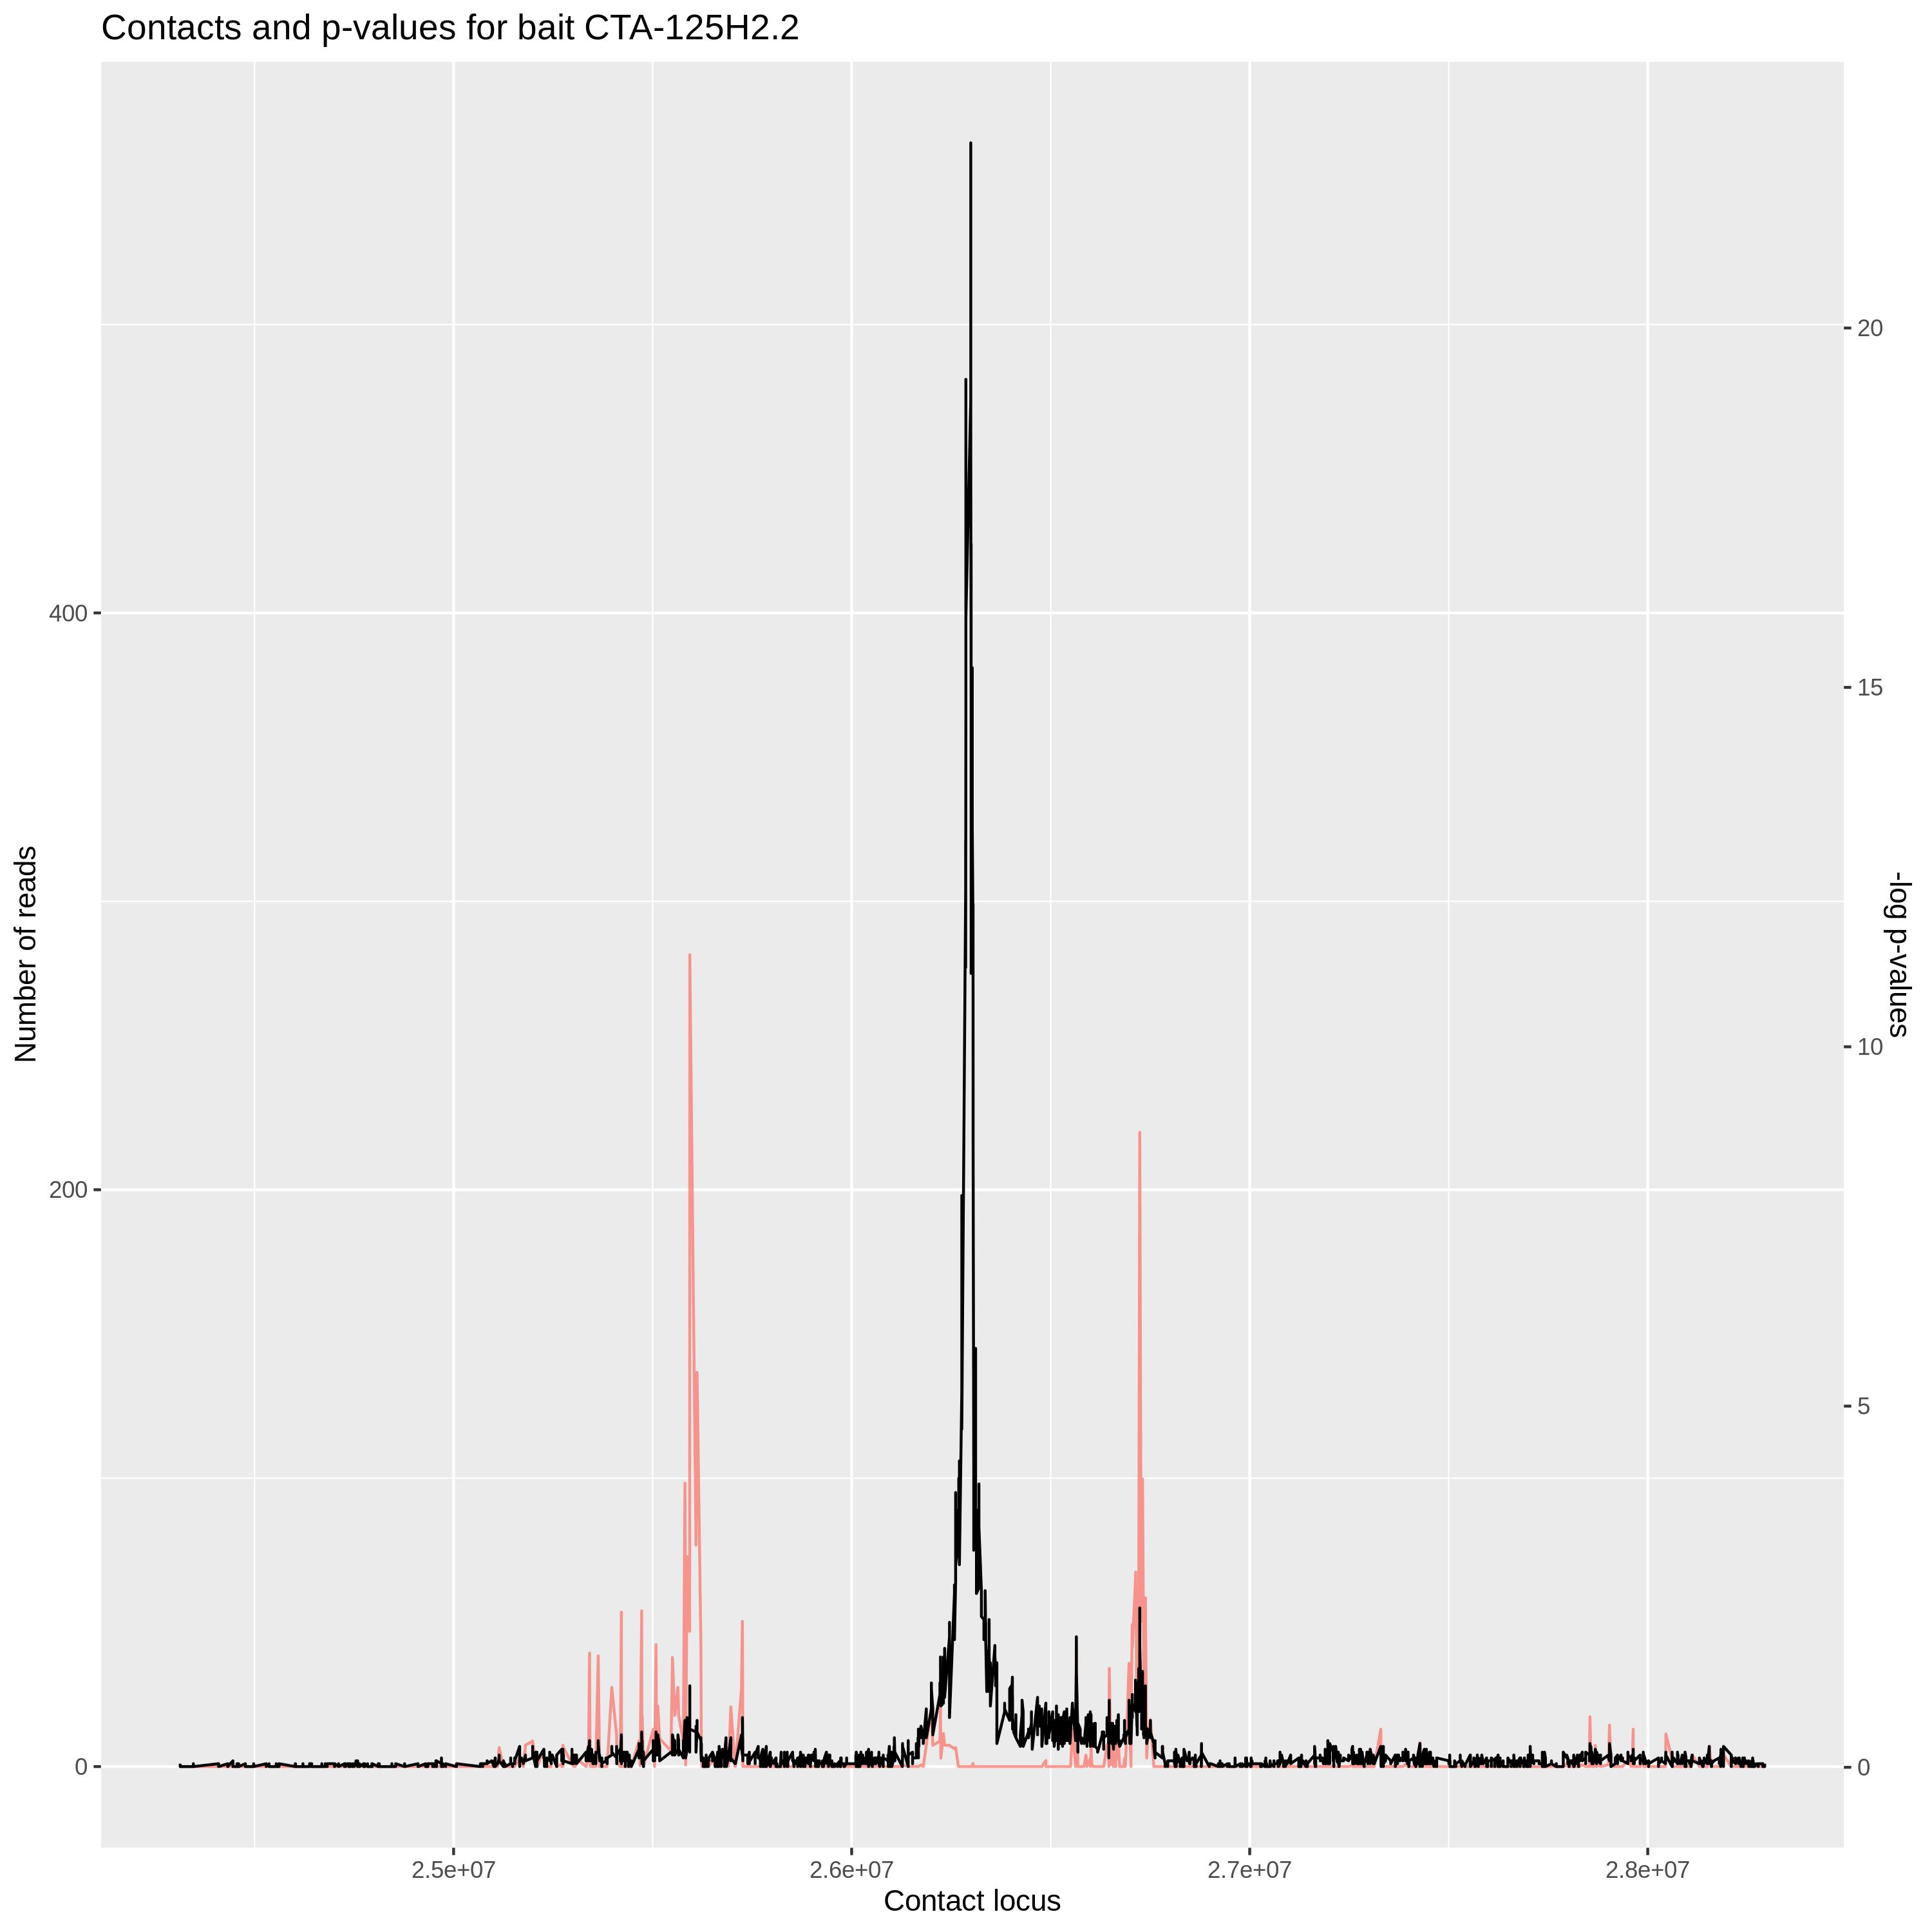 Contacts and p-values for bait CTA-125H2.2
Number of reads
400
200
0
20
15
10
5
0
-log p-values
2.5e+07
2.6e+07
2.7e+07
2.8e+07
Contact locus